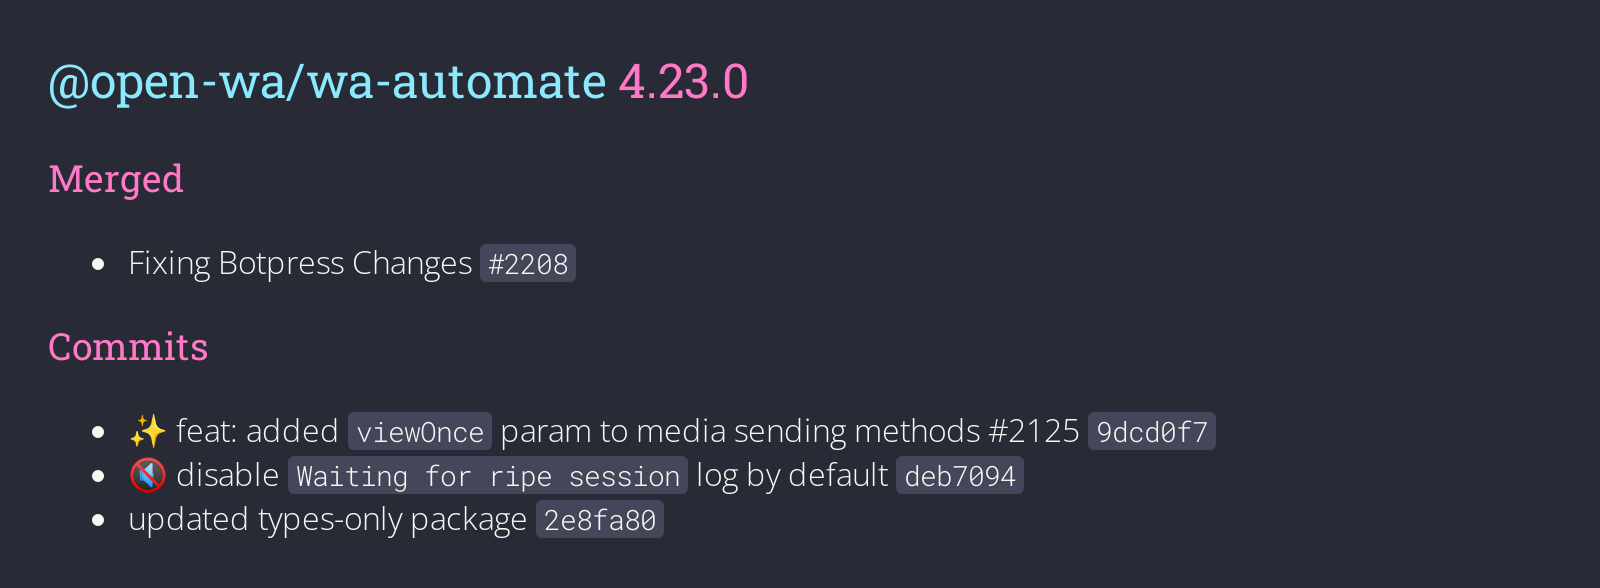 @open-wa/wa-automate 4.23.0
Merged
Fixing Botpress Changes #2208
Commits
✨ feat: added viewOnce param to media sending methods #2125 9dcd0f7
🔇 disable Waiting for ripe session log by default deb7094
updated types-only package 2e8fa80